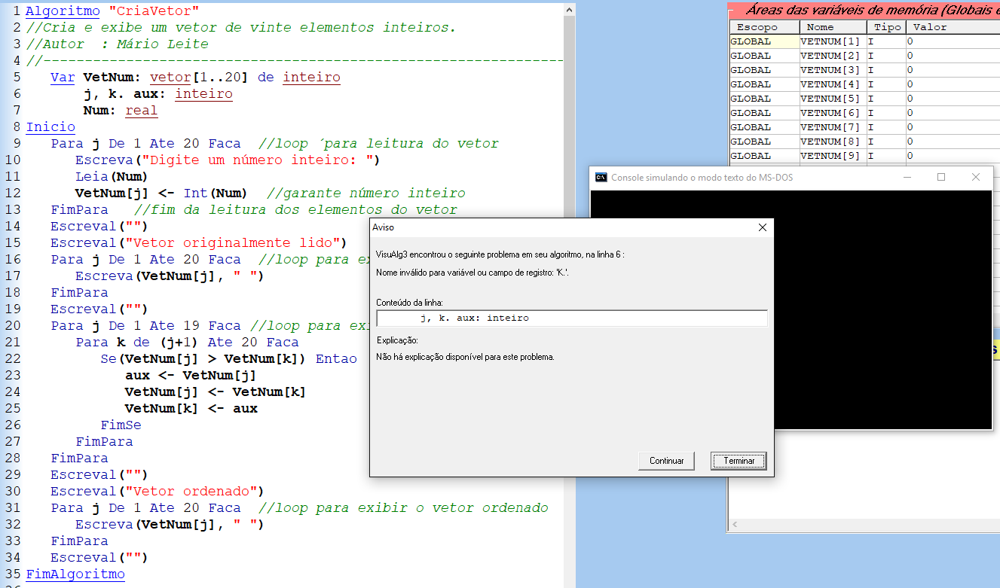 1 Algoritmo "CriaVetor"
2 //Cria e exibe um vetor de vinte elementos inteiros.
3 //Autor  : Mário Leite
4 //-----------------------------------------------------------------
5    Var VetNum: vetor[1..20] de inteiro
6        j, k. aux: inteiro
7        Num: real
8 Inicio
9    Para j De 1 Ate 20 Faca  //loop ´para leitura do vetor
10       Escreva("Digite um número inteiro: ")
11       Leia(Num)
12       VetNum[j] <- Int(Num)  //garante número inteiro
13    FimPara   //fim da leitura dos elementos do vetor
14    Escreval("")
15    Escreval("Vetor originalmente lido")
16    Para j De 1 Ate 20 Faca  //loop para ex
17       Escreva(VetNum[j], " ")
18    FimPara
19    Escreval("")
20    Para j De 1 Ate 19 Faca //loop para exi
21       Para k de (j+1) Ate 20 Faca
22          Se(VetNum[j] > VetNum[k]) Entao
23             aux <- VetNum[j]
24             VetNum[j] <- VetNum[k]
25             VetNum[k] <- aux
26          FimSe
27       FimPara
28    FimPara
29    Escreval("")
30    Escreval("Vetor ordenado")
31    Para j De 1 Ate 20 Faca  //loop para exibir o vetor ordenado
32       Escreva(VetNum[j], " ")
33    FimPara
34    Escreval("")
35 FimAlgoritmo
Áreas das variáveis de memória (Globais e
Escopo Nome Tipo Valor
GLOBAL VETNUM[1] I 0
GLOBAL VETNUM[2] I 0
GLOBAL VETNUM[3] I 0
GLOBAL VETNUM[4] I 0
GLOBAL VETNUM[5] I 0
GLOBAL VETNUM[6] I 0
GLOBAL VETNUM[7] I 0
GLOBAL VETNUM[8] I 0
GLOBAL VETNUM[9] I 0
C:\ Console simulando o modo texto do MS-DOS
Aviso
VisuAlg3 encontrou o seguinte problema em seu algoritmo, na linha 6 :
Nome inválido para variável ou campo de registro: 'K.'.
Conteúdo da linha:
j, k. aux: inteiro
Explicação:
Não há explicação disponível para este problema.
Continuar Terminar